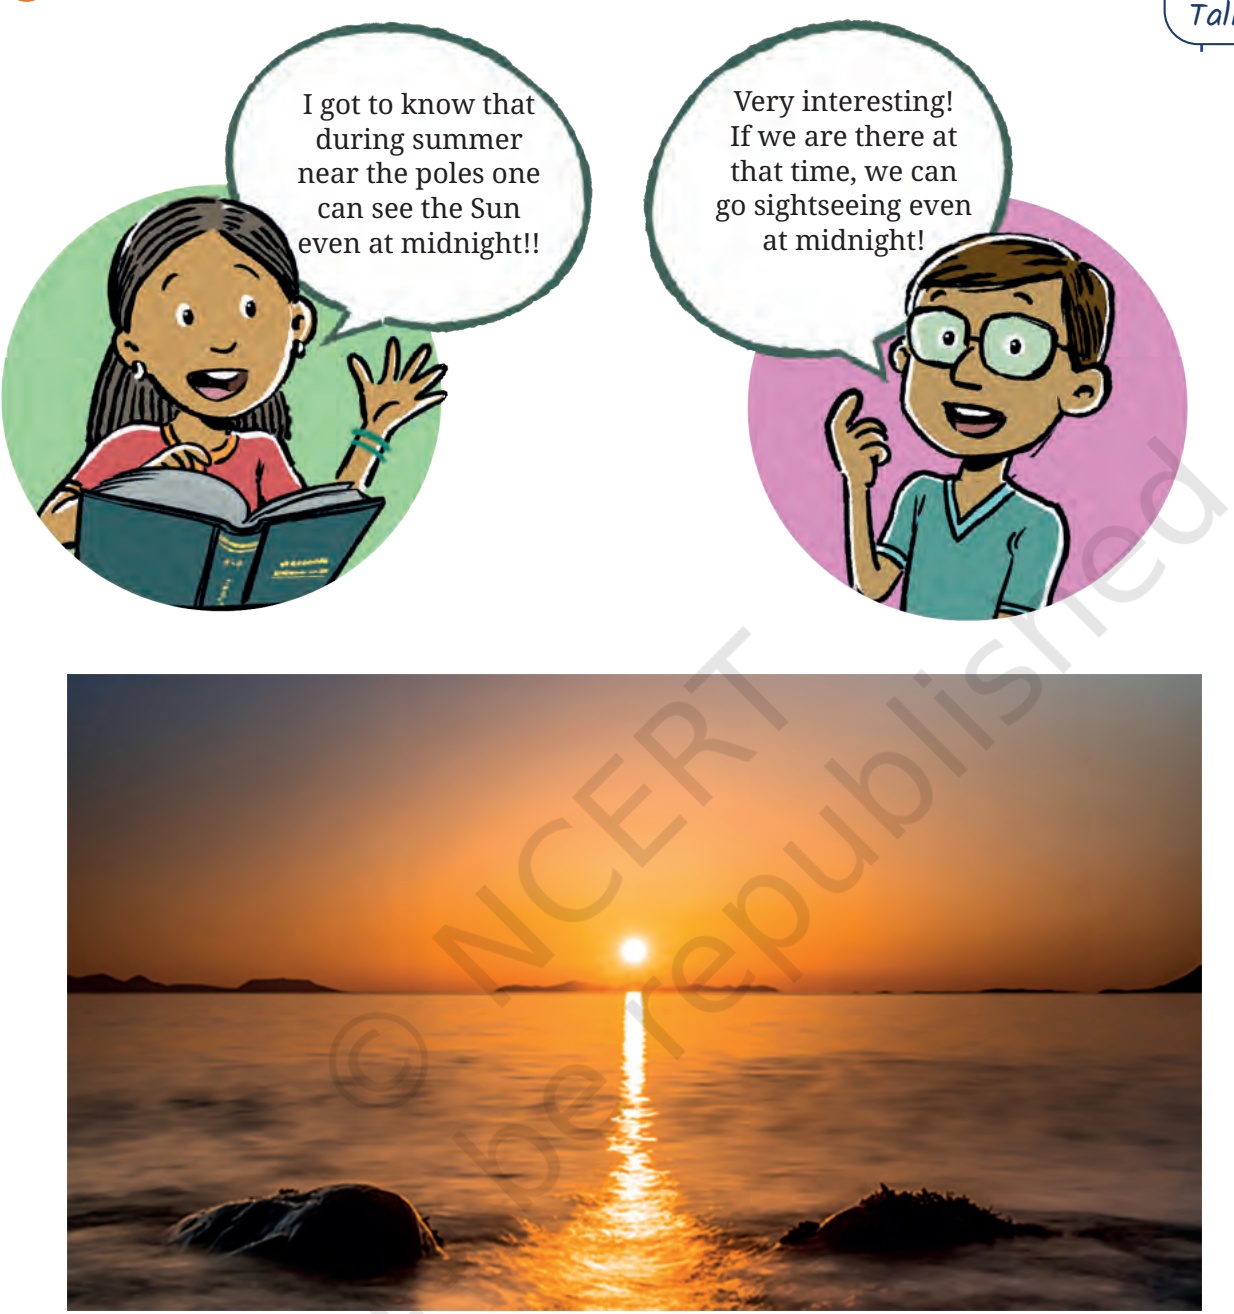 Tal
I got to know that
during summer
near the poles one
can see the Sun
even at midnight!!
Very interesting!
If we are there at
that time, we can
go sightseeing even
at midnight!
© NCERT
be republished